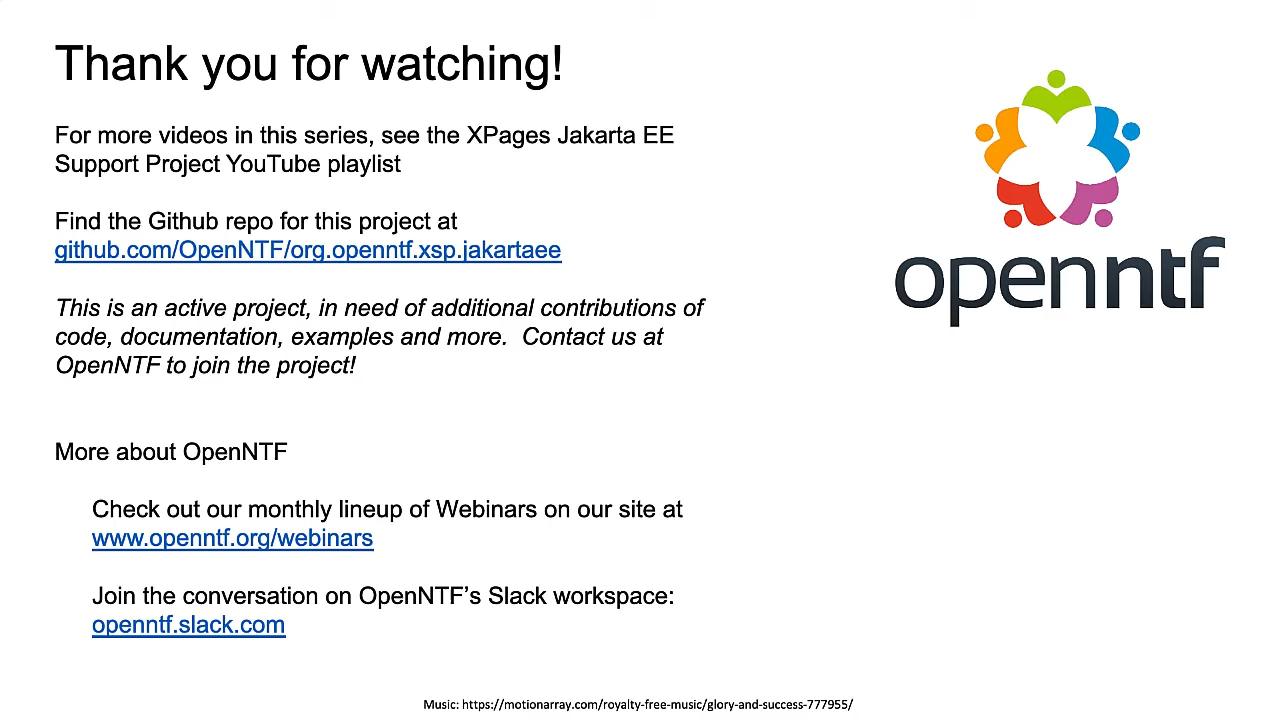 Thank you for watching!
For more videos in this series, see the XPages Jakarta EE
Support Project YouTube playlist
Find the Github repo for this project at
github.com/OpenNTF/org.openntf.xsp.jakartaee
This is an active project, in need of additional contributions of
code, documentation, examples and more.  Contact us at
OpenNTF to join the project!
openntf
More about OpenNTF
Check out our monthly lineup of Webinars on our site at
www.openntf.org/webinars
Join the conversation on OpenNTF’s Slack workspace:
openntf.slack.com
Music: https://motionarray.com/royalty-free-music/glory-and-success-777955/